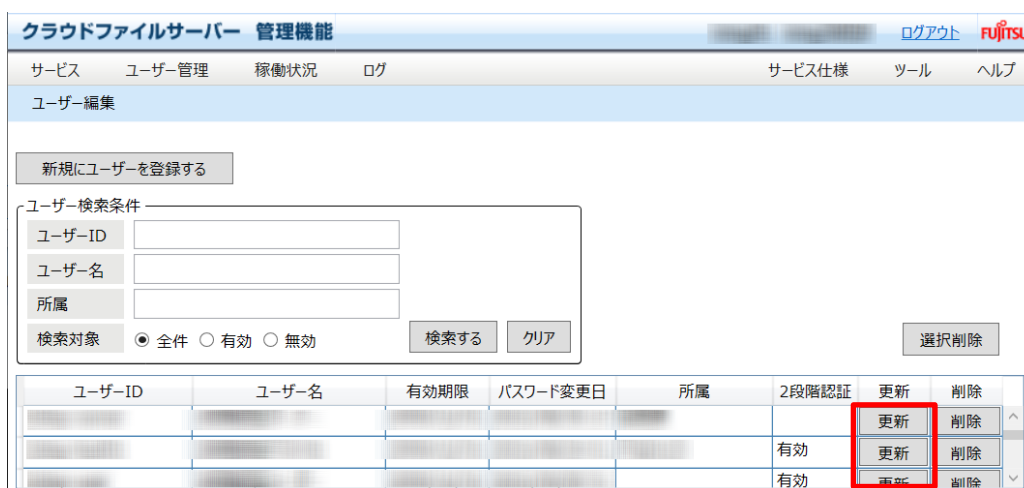 クラウドファイルサーバー 管理機能 ログアウト FUJITSU
サービス ユーザー管理 稼働状況 ログ サービス仕様 ツール ヘルプ
ユーザー編集
新規にユーザーを登録する
ユーザー検索条件
ユーザーID
ユーザー名
所属
検索対象 全件 有効 無効 検索する クリア 選択削除
ユーザーID ユーザー名 有効期限 パスワード変更日 所属 2段階認証 更新 削除
更新 削除
有効 更新 削除
有効 更新 削除